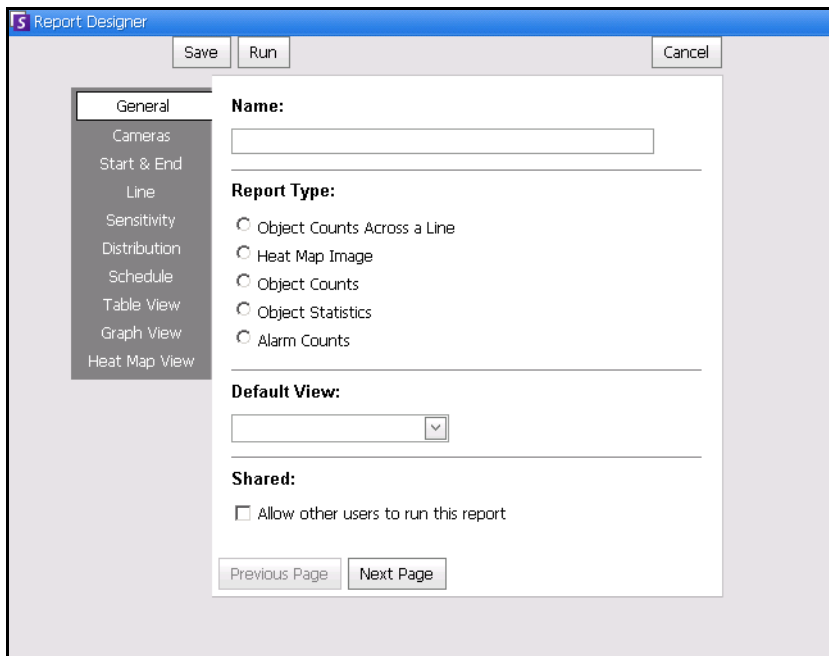 Report Designer
Save
Run
Cancel
General
Cameras
Start & End
Line
Sensitivity
Distribution
Schedule
Table View
Graph View
Heat Map View
Name:
Report Type:
Object Counts Across a Line
Heat Map Image
Object Counts
Object Statistics
Alarm Counts
Default View:
Shared:
Allow other users to run this report
Previous Page
Next Page